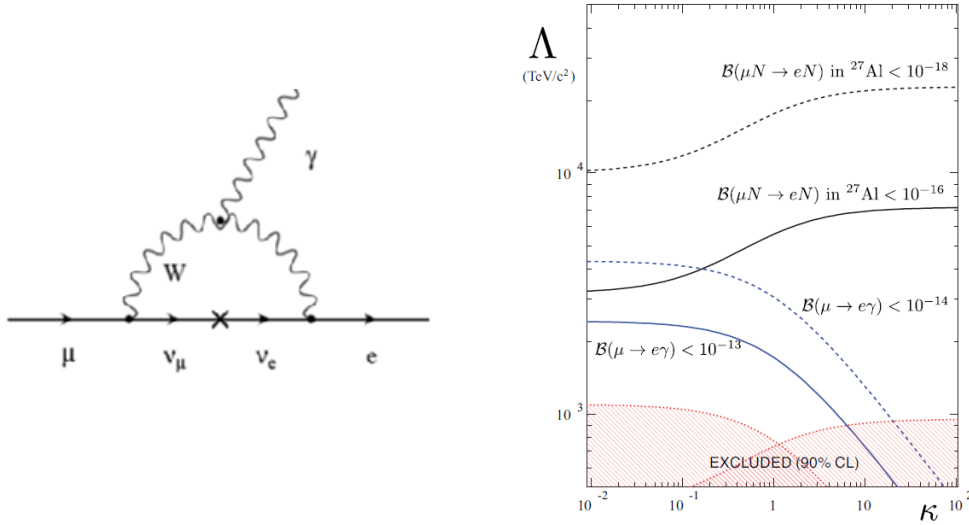 γ
W
μ
ν_μ
ν_e
e
Λ
(TeV/c²)
B(μN → eN) in ²⁷Al < 10⁻¹⁸
10⁴
B(μN → eN) in ²⁷Al < 10⁻¹⁶
B(μ → eγ) < 10⁻¹⁴
B(μ → eγ) < 10⁻¹³
10³
EXCLUDED (90% CL)
10⁻² 10⁻¹ 1 10 10²
κ